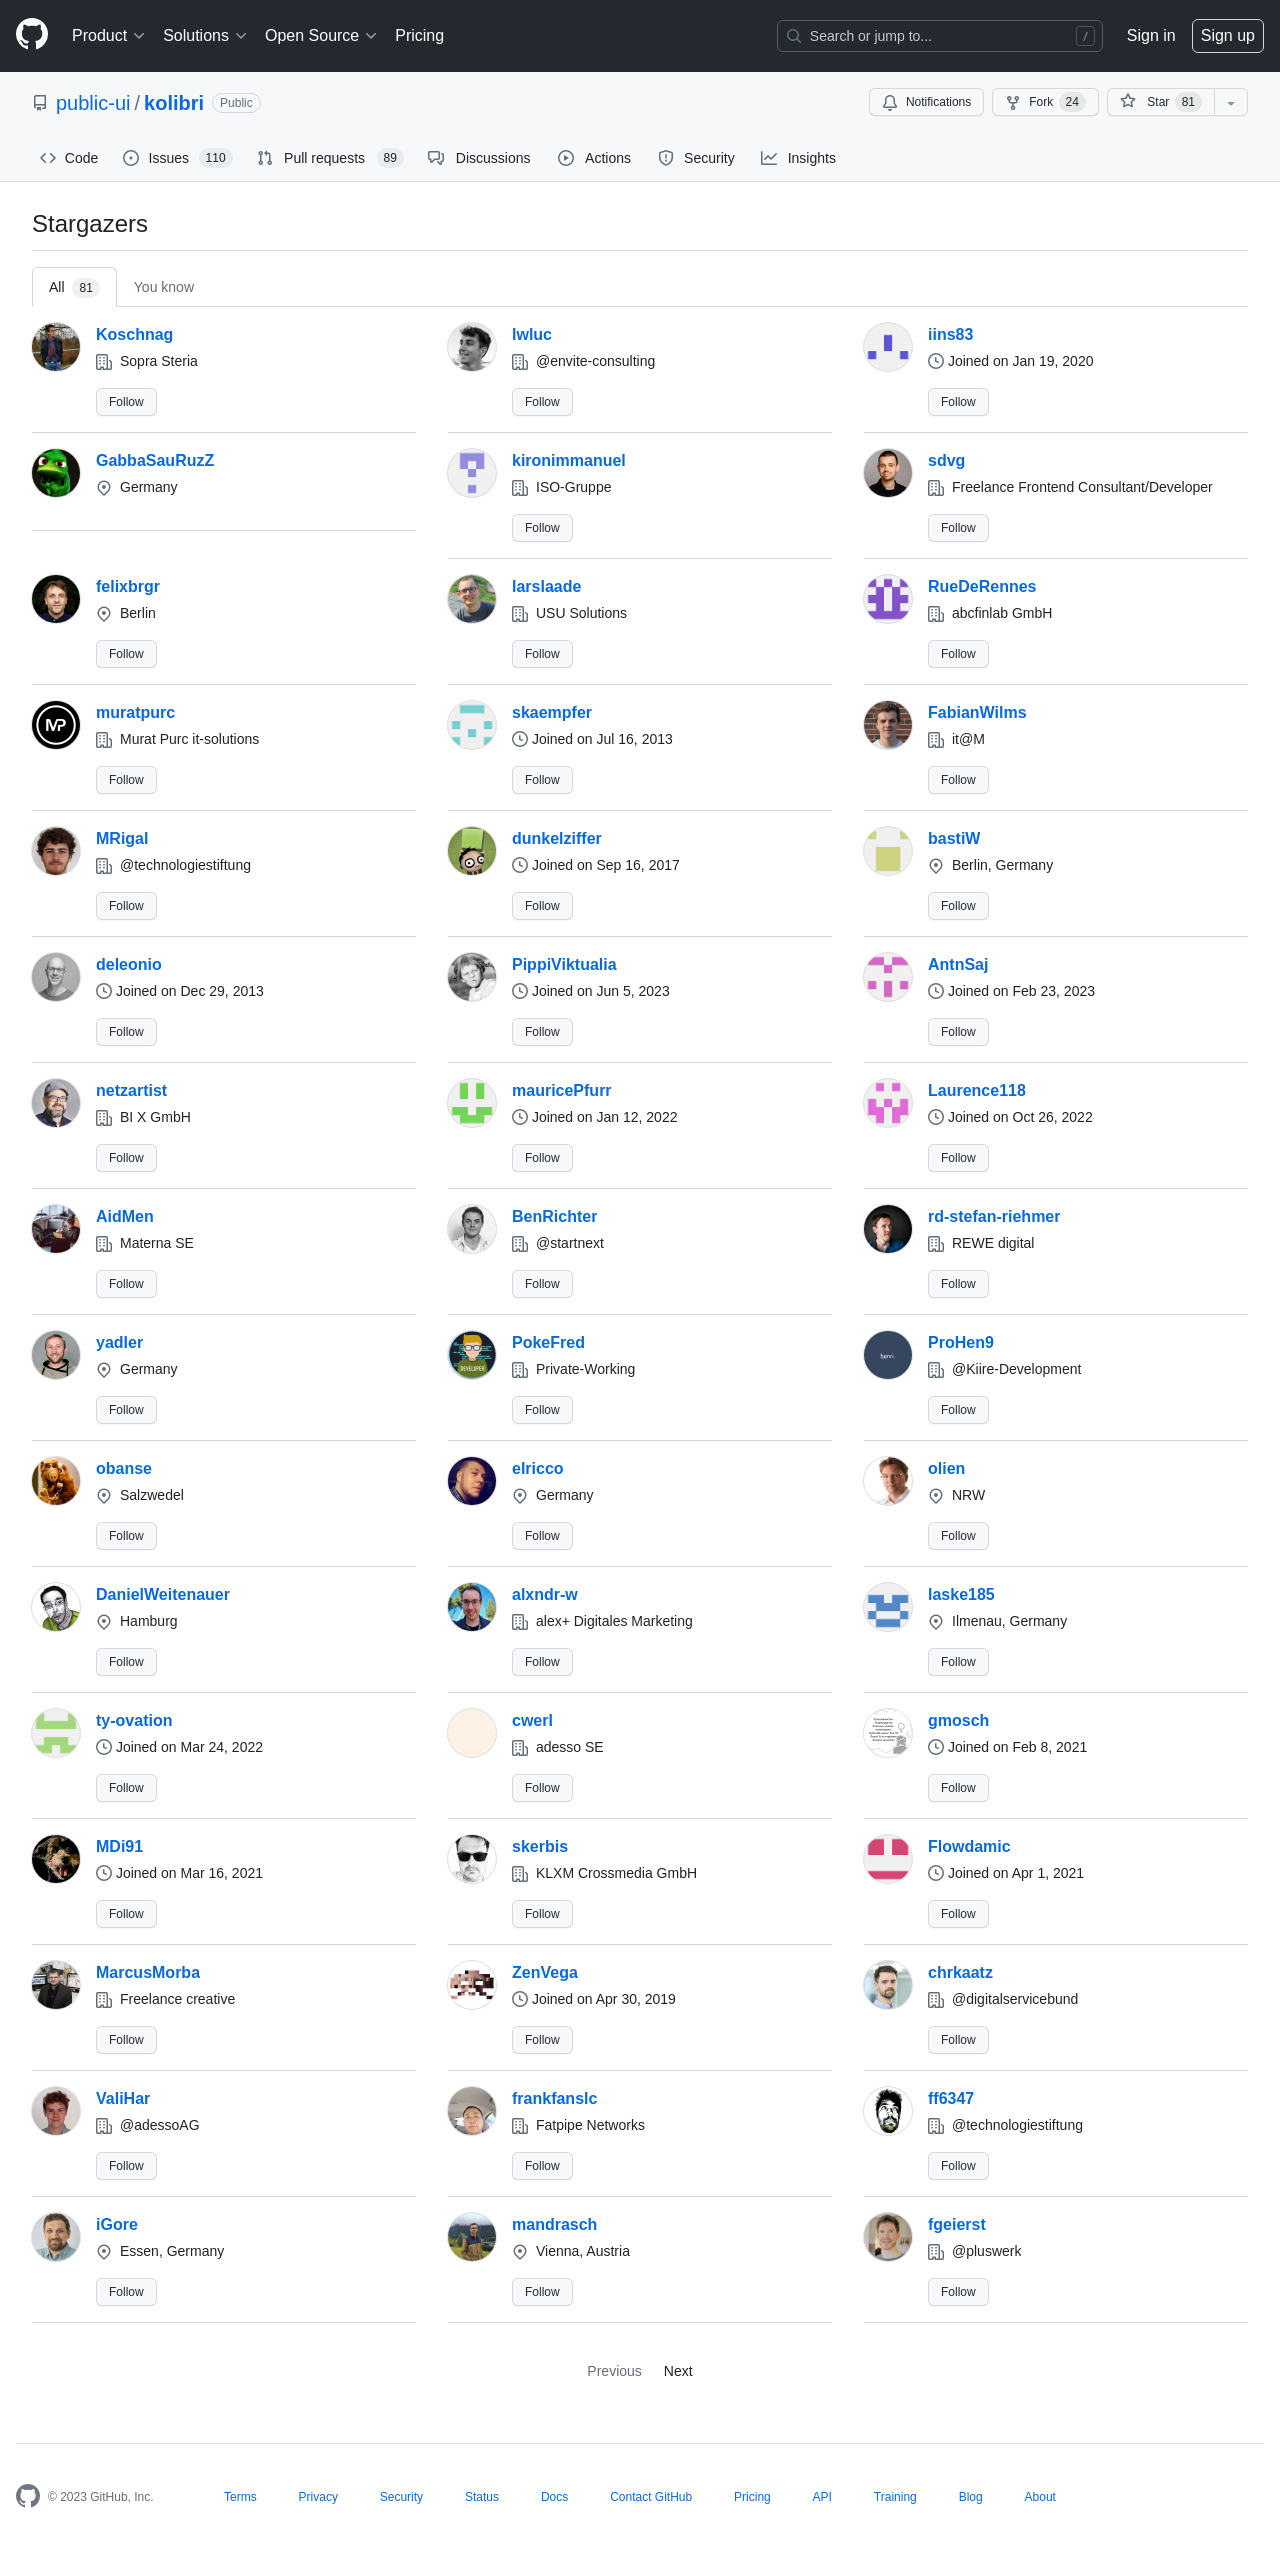 Product Solutions Open Source Pricing Search or jump to... / Sign in Sign up
public-ui / kolibri Public Notifications Fork 24 Star 81
Code Issues 110 Pull requests 89 Discussions Actions Security Insights
Stargazers
All 81 You know
Koschnag lwluc iins83
Sopra Steria @envite-consulting Joined on Jan 19, 2020
Follow Follow Follow
GabbaSauRuzZ kironimmanuel sdvg
Germany ISO-Gruppe Freelance Frontend Consultant/Developer
Follow Follow
felixbrgr larslaade RueDeRennes
Berlin USU Solutions abcfinlab GmbH
Follow Follow Follow
MP
muratpurc skaempfer FabianWilms
Murat Purc it-solutions Joined on Jul 16, 2013 it@M
Follow Follow Follow
MRigal dunkelziffer bastiW
@technologiestiftung Joined on Sep 16, 2017 Berlin, Germany
Follow Follow Follow
deleonio PippiViktualia AntnSaj
Joined on Dec 29, 2013 Joined on Jun 5, 2023 Joined on Feb 23, 2023
Follow Follow Follow
netzartist mauricePfurr Laurence118
BI X GmbH Joined on Jan 12, 2022 Joined on Oct 26, 2022
Follow Follow Follow
AidMen BenRichter rd-stefan-riehmer
Materna SE @startnext REWE digital
Follow Follow Follow
yadler PokeFred ProHen9
Germany Private-Working @Kiire-Development
DEVELOPER
Follow Follow Follow
obanse elricco olien
Salzwedel Germany NRW
Follow Follow Follow
DanielWeitenauer alxndr-w laske185
Hamburg alex+ Digitales Marketing Ilmenau, Germany
Follow Follow Follow
ty-ovation cwerl gmosch
Joined on Mar 24, 2022 adesso SE Joined on Feb 8, 2021
Follow Follow Follow
MDi91 skerbis Flowdamic
Joined on Mar 16, 2021 KLXM Crossmedia GmbH Joined on Apr 1, 2021
Follow Follow Follow
MarcusMorba ZenVega chrkaatz
Freelance creative Joined on Apr 30, 2019 @digitalservicebund
Follow Follow Follow
ValiHar frankfanslc ff6347
@adessoAG Fatpipe Networks @technologiestiftung
Follow Follow Follow
iGore mandrasch fgeierst
Essen, Germany Vienna, Austria @pluswerk
Follow Follow Follow
Previous Next
© 2023 GitHub, Inc. Terms Privacy Security Status Docs Contact GitHub Pricing API Training Blog About